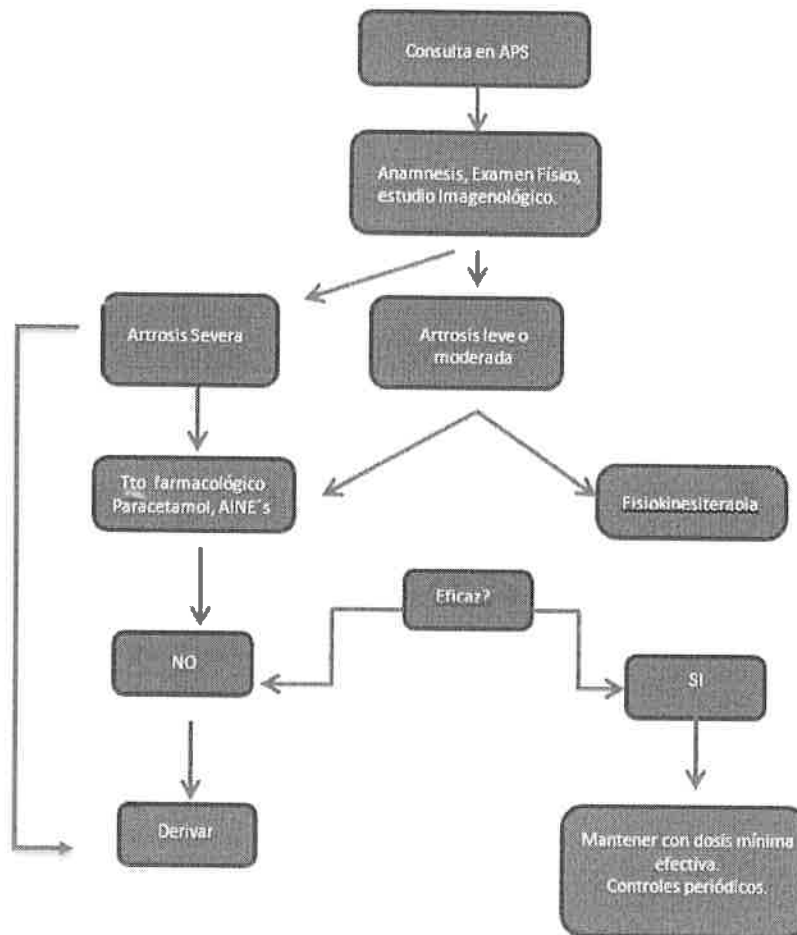 Consulta en APS
Anamnesis, Examen Físico,
estudio Imagenológico.
Artrosis Severa
Artrosis leve o
moderada
Tto farmacológico
Paracetamol, AINE´s
Fisiokinesiterapia
Eficaz?
NO
SI
Derivar
Mantener con dosis mínima
efectiva.
Controles periódicos.